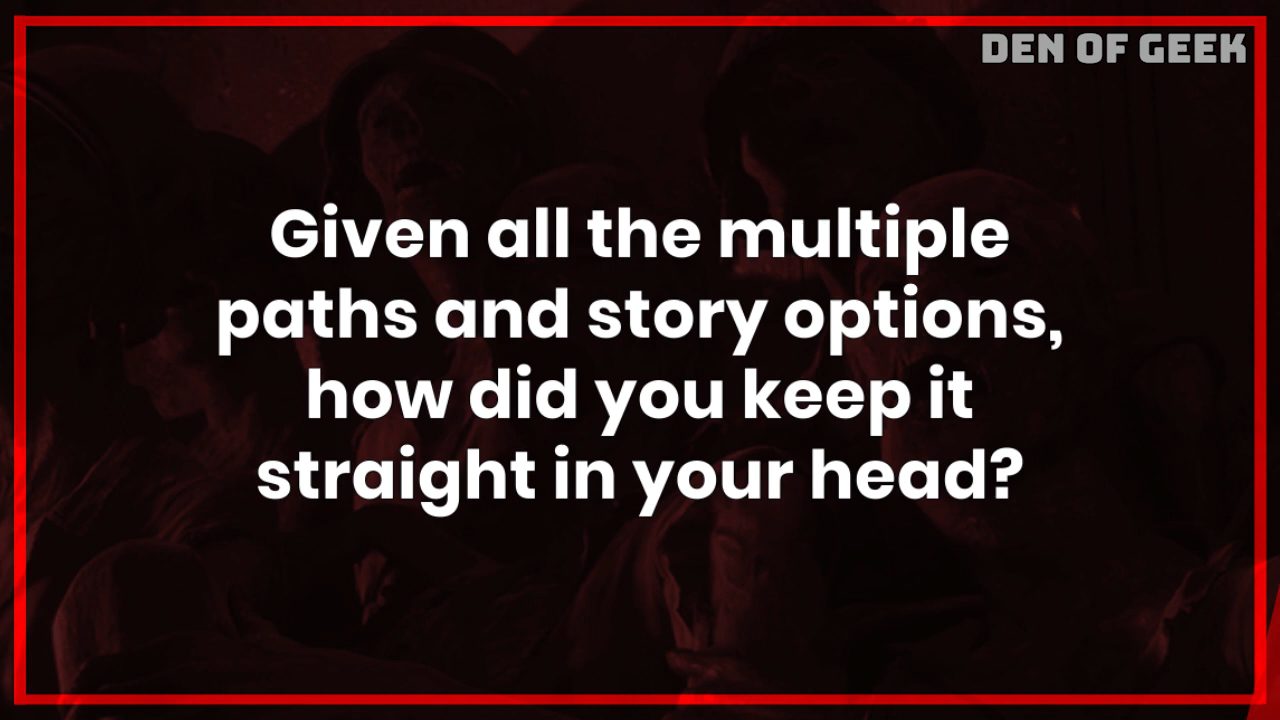 DEN OF GEEK
Given all the multiple
paths and story options,
how did you keep it
straight in your head?